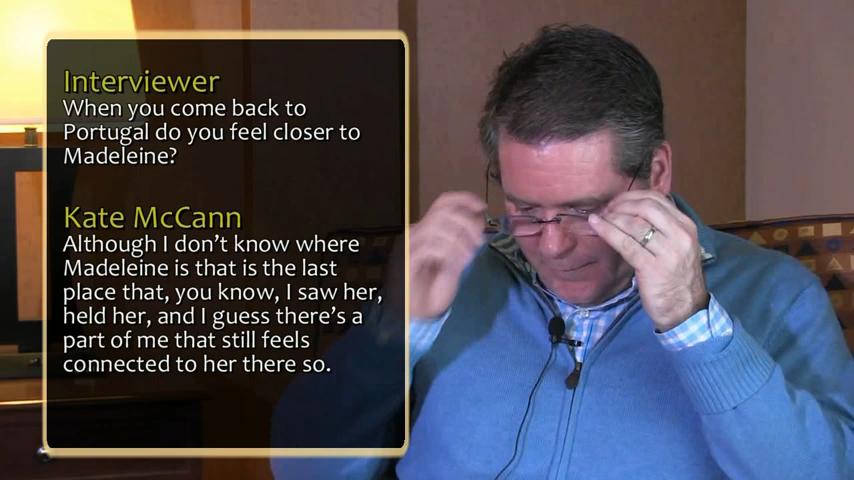 Interviewer
When you come back to
Portugal do you feel closer to
Madeleine?
Kate McCann
Although I don't know where
Madeleine is that is the last
place that, you know, I saw her,
held her, and I guess there's a
part of me that still feels
connected to her there so.